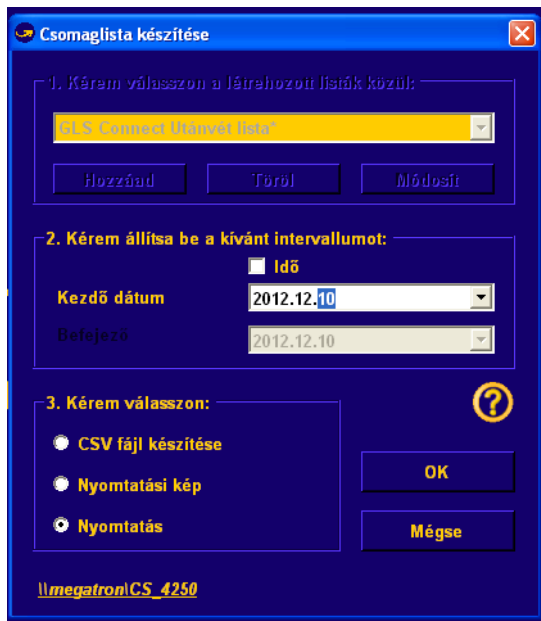 Csomaglista készítése
1. Kérem válasszon a létrehozott listák közül:
GLS Connect Utánvét lista*
Hozzáad Töröl Módosít
2. Kérem állítsa be a kívánt intervallumot:
Idő
Kezdő dátum 2012.12.10
Befejező 2012.12.10
3. Kérem válasszon:
CSV fájl készítése
Nyomtatási kép
Nyomtatás
?
OK
Mégse
\\megatron\CS_4250